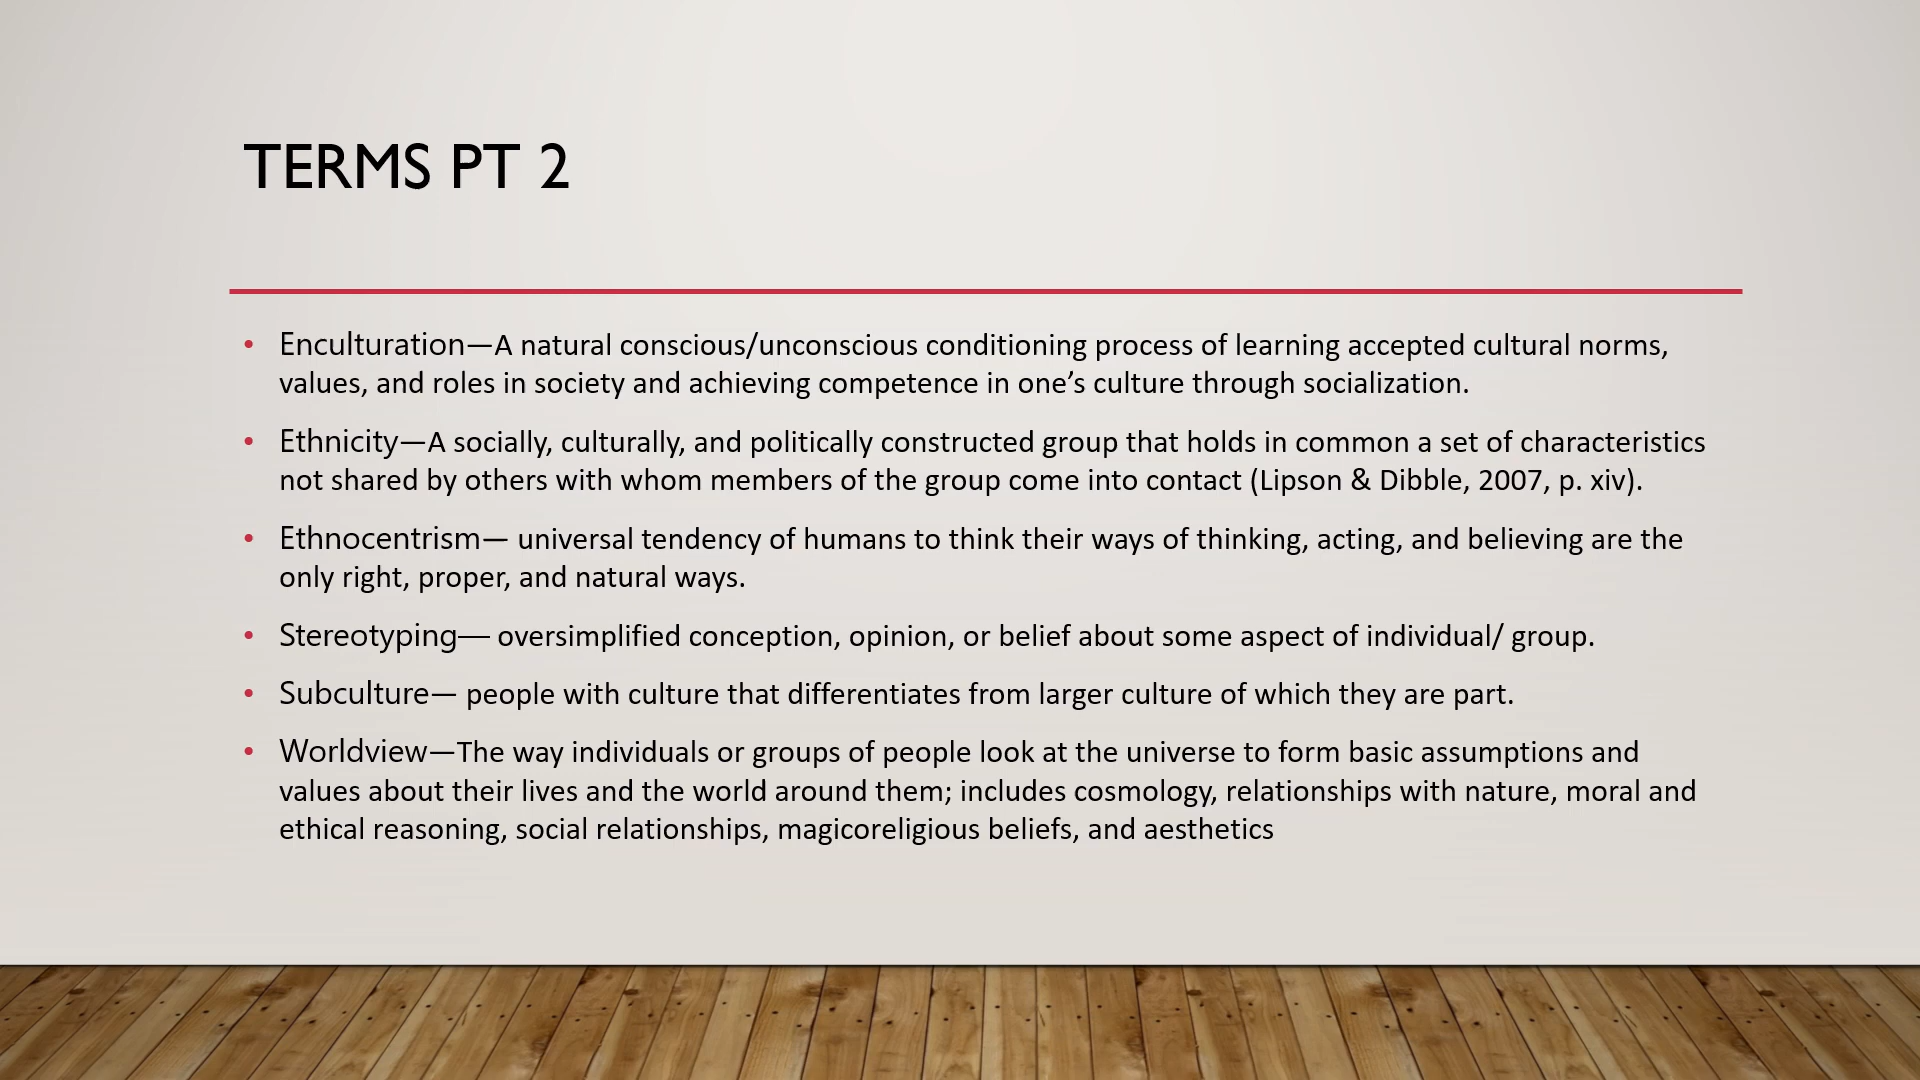 TERMS PT 2
• Enculturation—A natural conscious/unconscious conditioning process of learning accepted cultural norms,
values, and roles in society and achieving competence in one’s culture through socialization.
• Ethnicity—A socially, culturally, and politically constructed group that holds in common a set of characteristics
not shared by others with whom members of the group come into contact (Lipson & Dibble, 2007, p. xiv).
• Ethnocentrism— universal tendency of humans to think their ways of thinking, acting, and believing are the
only right, proper, and natural ways.
• Stereotyping— oversimplified conception, opinion, or belief about some aspect of individual/ group.
• Subculture— people with culture that differentiates from larger culture of which they are part.
• Worldview—The way individuals or groups of people look at the universe to form basic assumptions and
values about their lives and the world around them; includes cosmology, relationships with nature, moral and
ethical reasoning, social relationships, magicoreligious beliefs, and aesthetics